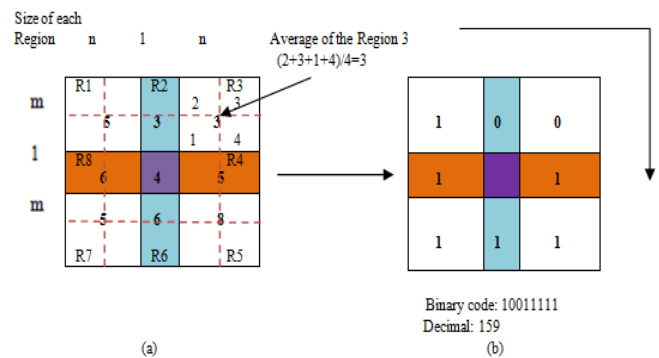 Size of each
Region n 1 n
Average of the Region 3
(2+3+1+4)/4=3
R1 R2 R3
m
2 3
5 3 3
1 0 0
1 4
1
R8 R4
6 4 5
1 1
m
5 6 8
1 1 1
R7 R6 R5
Binary code: 10011111
Decimal: 159
(a) (b)